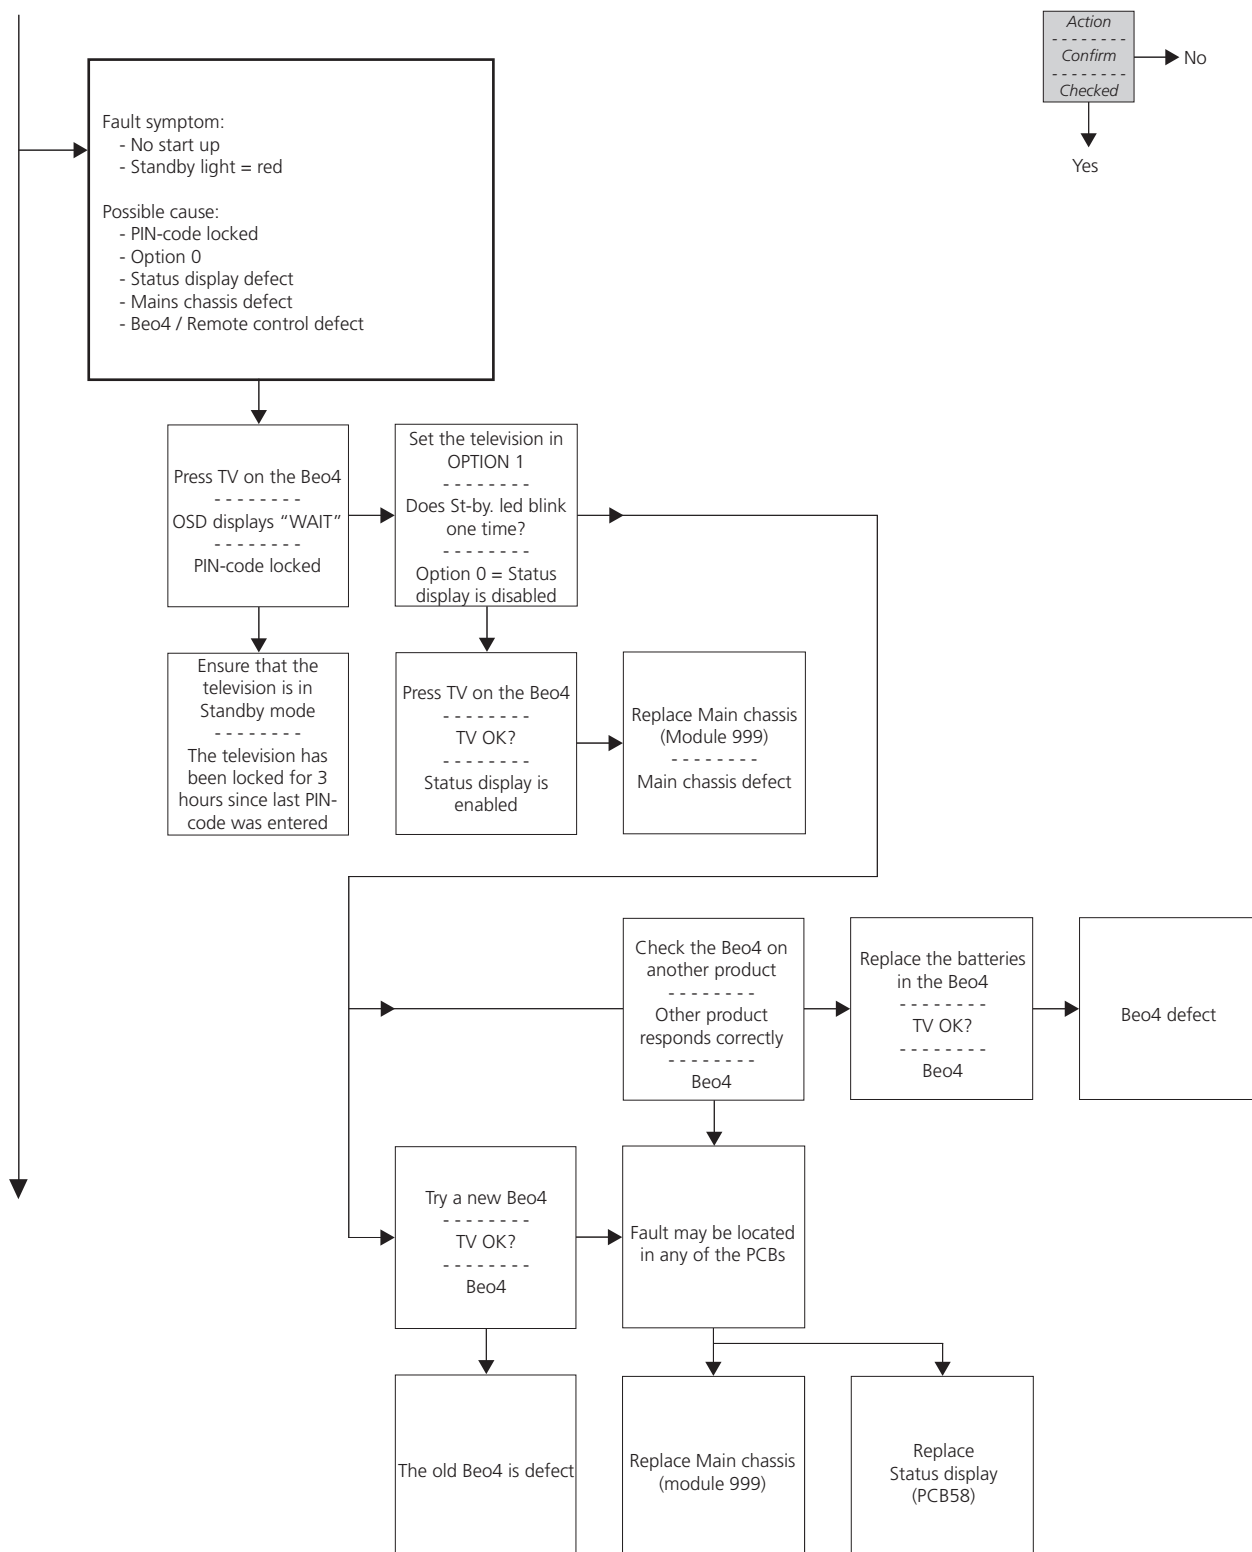 Action
Confirm
Checked
No
Yes
Fault symptom:
- No start up
- Standby light = red
Possible cause:
- PIN-code locked
- Option 0
- Status display defect
- Mains chassis defect
- Beo4 / Remote control defect
Press TV on the Beo4
OSD displays “WAIT”
PIN-code locked
Set the television in
OPTION 1
Does St-by. led blink
one time?
Option 0 = Status
display is disabled
Ensure that the
television is in
Standby mode
The television has
been locked for 3
hours since last PIN-
code was entered
Press TV on the Beo4
TV OK?
Status display is
enabled
Replace Main chassis
(Module 999)
Main chassis defect
Check the Beo4 on
another product
Other product
responds correctly
Beo4
Replace the batteries
in the Beo4
TV OK?
Beo4
Beo4 defect
Try a new Beo4
TV OK?
Beo4
Fault may be located
in any of the PCBs
The old Beo4 is defect
Replace Main chassis
(module 999)
Replace
Status display
(PCB58)